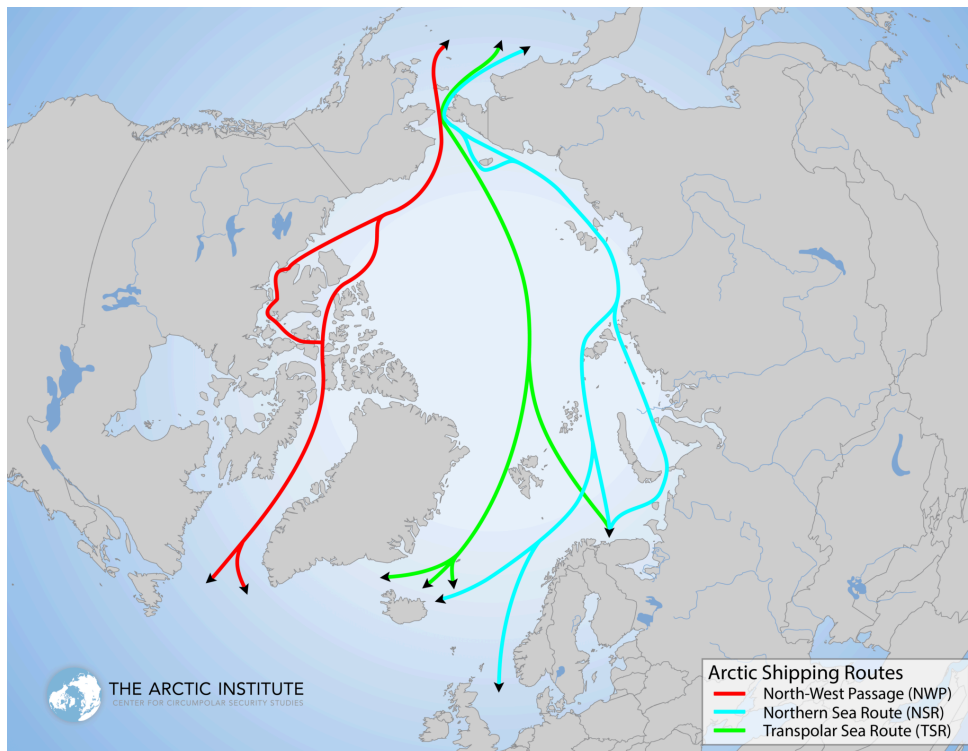 THE ARCTIC INSTITUTE
CENTER FOR CIRCUMPOLAR SECURITY STUDIES
Arctic Shipping Routes
North-West Passage (NWP)
Northern Sea Route (NSR)
Transpolar Sea Route (TSR)